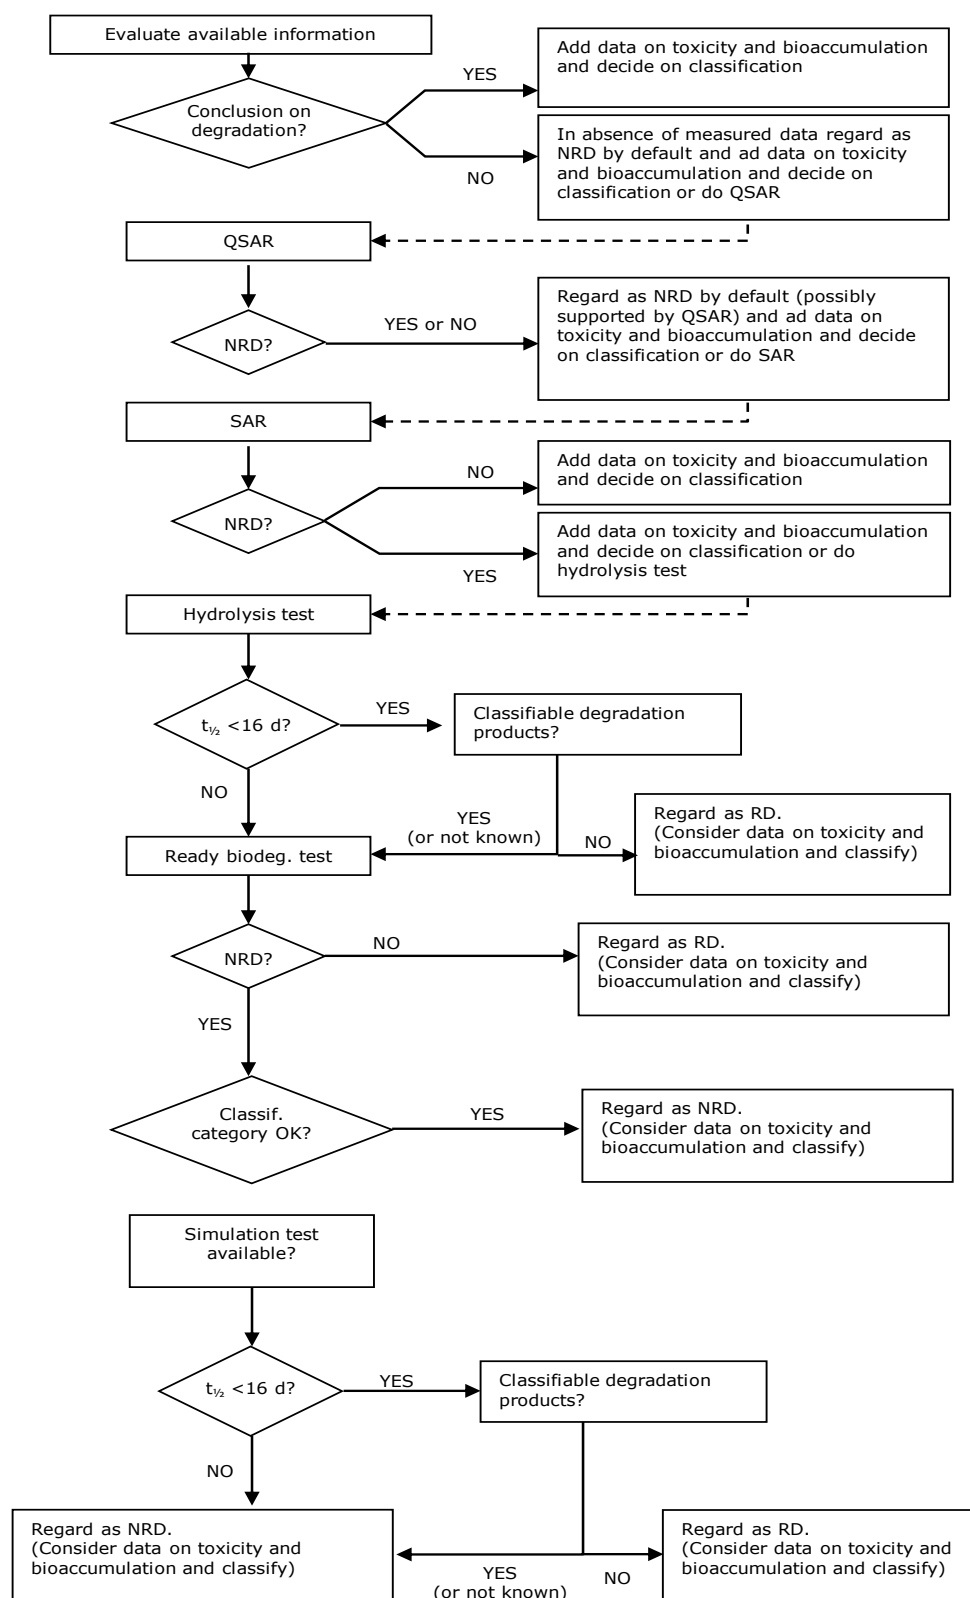 Evaluate available information
YES
Add data on toxicity and bioaccumulation
and decide on classification
Conclusion on
degradation?
NO
In absence of measured data regard as
NRD by default and ad data on toxicity
and bioaccumulation and decide on
classification or do QSAR
QSAR
NRD?
YES or NO
Regard as NRD by default (possibly
supported by QSAR) and ad data on
toxicity and bioaccumulation and decide
on classification or do SAR
SAR
NRD?
NO
Add data on toxicity and bioaccumulation
and decide on classification
YES
Add data on toxicity and bioaccumulation
and decide on classification or do
hydrolysis test
Hydrolysis test
t½ <16 d?
YES
Classifiable degradation
products?
NO
YES
(or not known)
NO
Regard as RD.
(Consider data on toxicity and
bioaccumulation and classify)
Ready biodeg. test
NRD?
NO
Regard as RD.
(Consider data on toxicity and
bioaccumulation and classify)
YES
Classif.
category OK?
YES
Regard as NRD.
(Consider data on toxicity and
bioaccumulation and classify)
Simulation test
available?
t½ <16 d?
YES
Classifiable degradation
products?
NO
Regard as NRD.
(Consider data on toxicity and
bioaccumulation and classify)
YES
(or not known)
NO
Regard as RD.
(Consider data on toxicity and
bioaccumulation and classify)